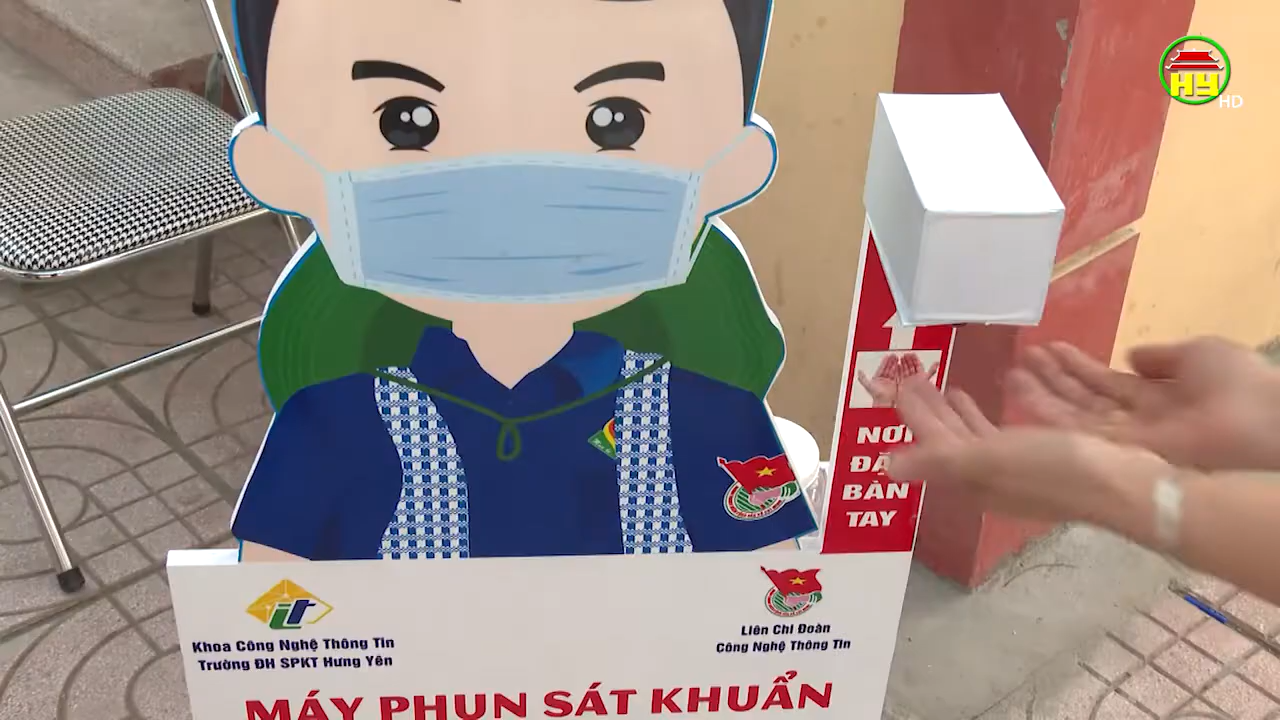 HY
HD
NƠI
ĐẶT
BÀN
TAY
it
Khoa Công Nghệ Thông Tin
Trường ĐH SPKT Hưng Yên
Liên Chi Đoàn
Công Nghệ Thông Tin
MÁY PHUN SÁT KHUẨN